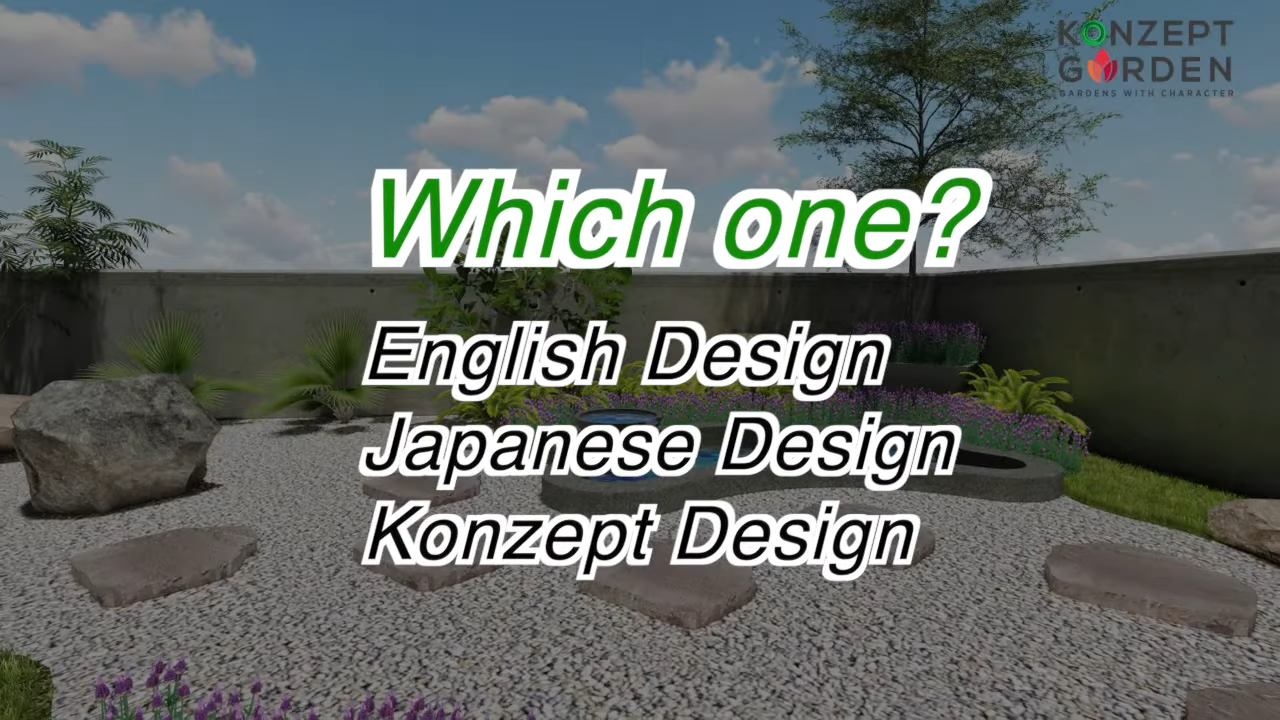 KONZEPT
GARDEN
GARDENS WITH CHARACTER
Which one?
English Design
Japanese Design
Konzept Design